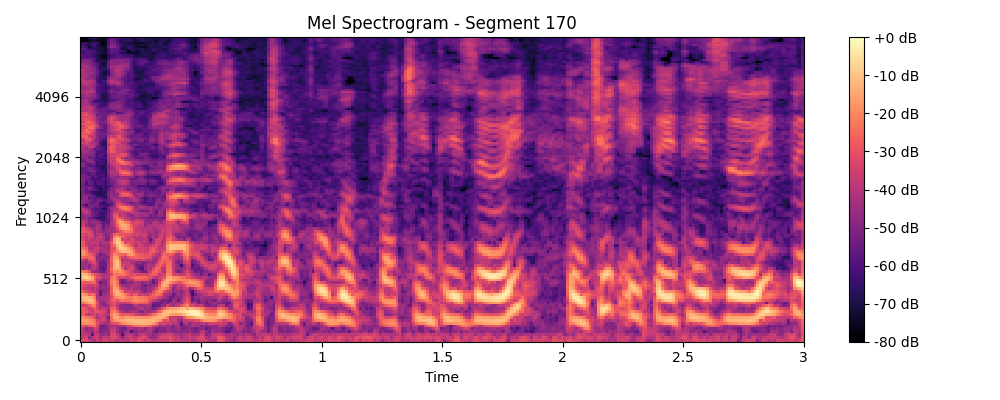 Mel Spectrogram - Segment 170
Frequency
4096
2048
1024
512
0
0
0.5
1
1.5
2
2.5
3
Time
+0 dB
-10 dB
-20 dB
-30 dB
-40 dB
-50 dB
-60 dB
-70 dB
-80 dB